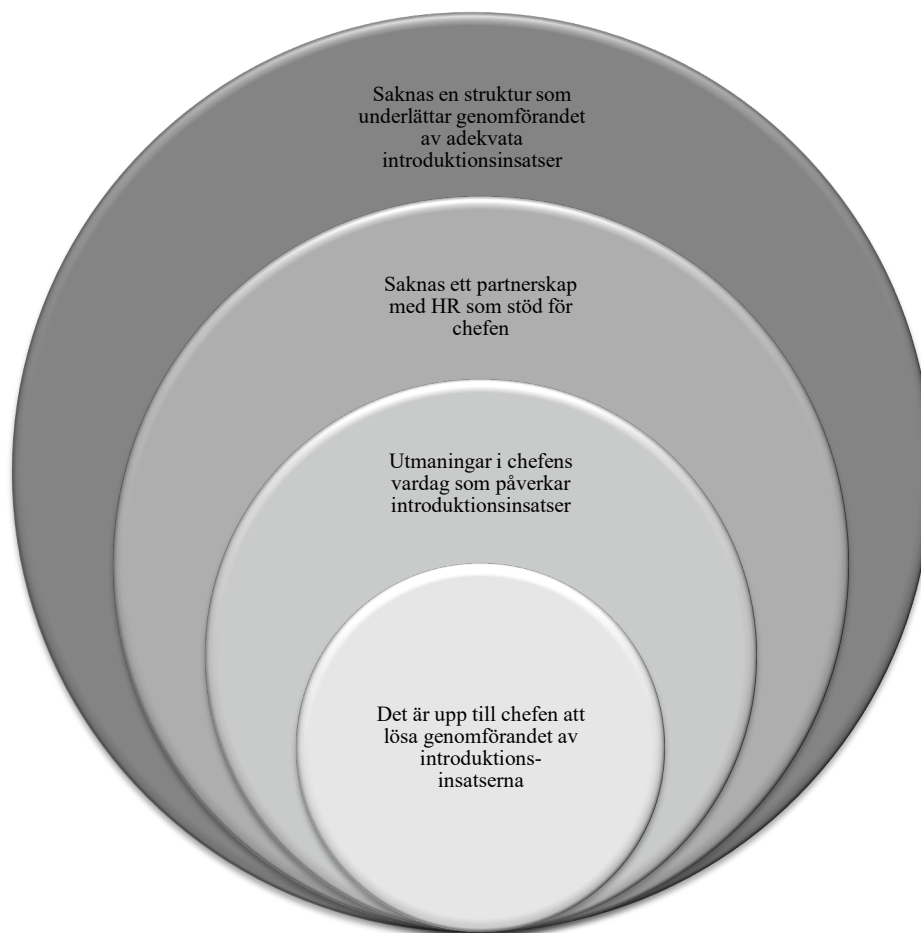 Saknas en struktur som
underlättar genomförandet
av adekvata
introduktionsinsatser
Saknas ett partnerskap
med HR som stöd för
chefen
Utmaningar i chefens
vardag som påverkar
introduktionsinsatser
Det är upp till chefen att
lösa genomförandet av
introduktions-
insatserna